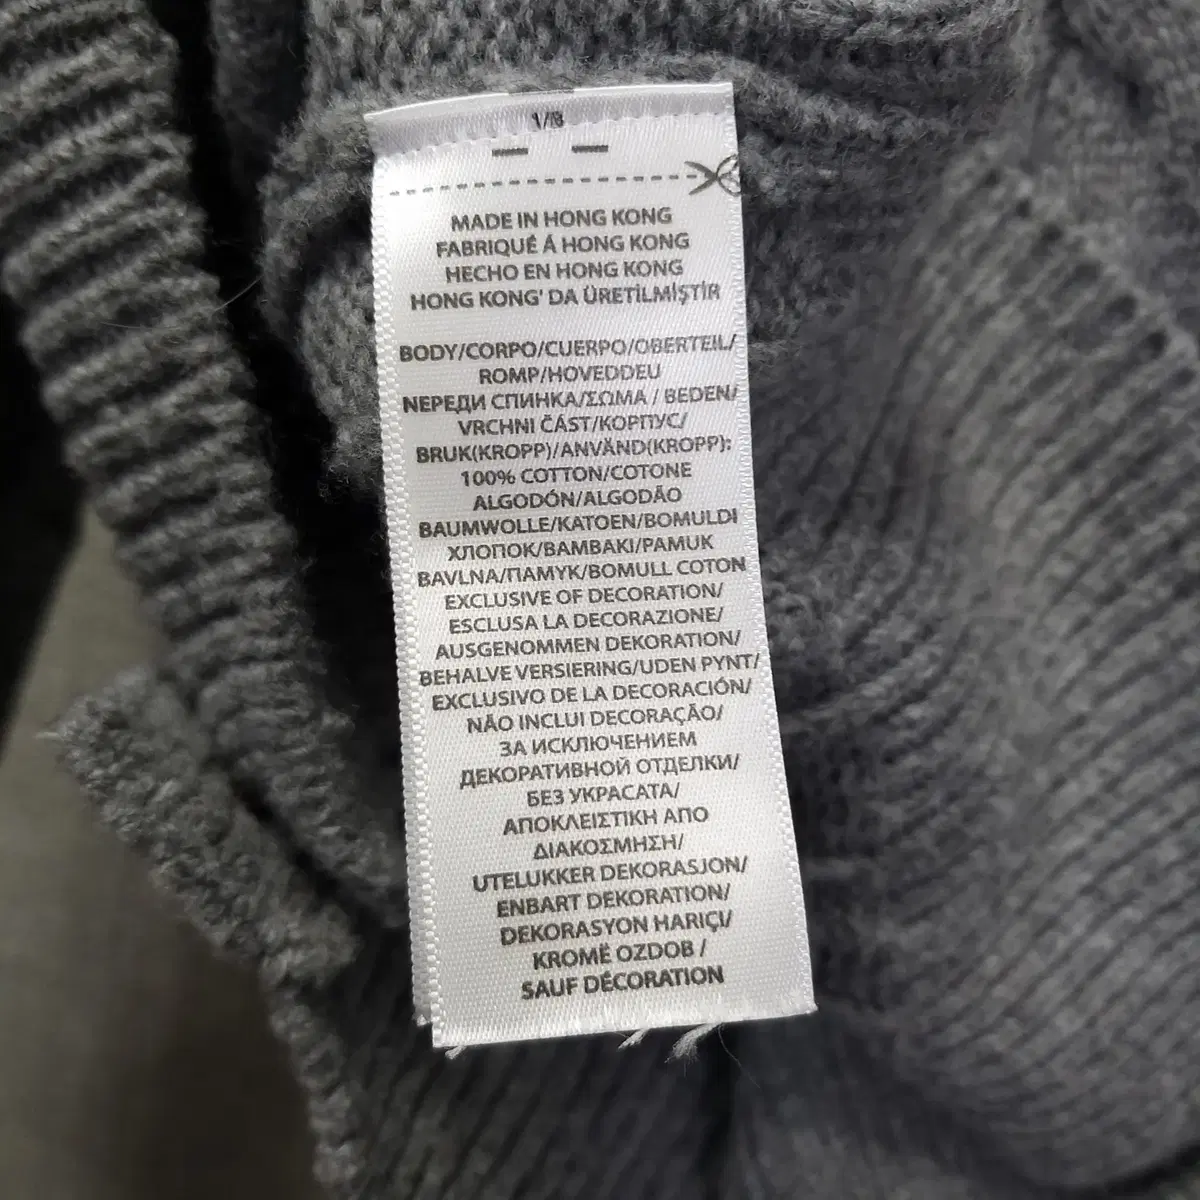 1/8
MADE IN HONG KONG
FABRIQUÉ Á HONG KONG
HECHO EN HONG KONG
HONG KONG' DA ÜRETİLMİŞTİR
BODY/CORPO/CUERPO/OBERTEIL/
ROMP/HOVEDDEU
NEPEДИ СПИНКА/ΣΩΜΑ / BEDEN/
VRCHNI ČÁST/КОРПУС/
BRUK(KROPP)/ANVÄND(KROPP):
100% COTTON/COTONE
ALGODÓN/ALGODÃO
BAUMWOLLE/KATOEN/BOMULDI
ХЛОПОК/BAMBAKI/PAMUK
BAVLNA/ПАМУК/BOMULL COTON
EXCLUSIVE OF DECORATION/
ESCLUSA LA DECORAZIONE/
AUSGENOMMEN DEKORATION/
BEHALVE VERSIERING/UDEN PYNT/
EXCLUSIVO DE LA DECORACIÓN/
NÃO INCLUI DECORAÇÃO/
ЗА ИСКЛЮЧЕНИЕМ
ДЕКОРАТИВНОЙ ОТДЕЛКИ/
БЕЗ УКРАСАТА/
ΑΠΟΚΛΕΙΣΤΙΚΗ ΑΠΟ
ΔΙΑΚΟΣΜΗΣΗ/
UTELUKKER DEKORASJON/
ENBART DEKORATION/
DEKORASYON HARIÇI/
KROMĚ OZDOB /
SAUF DÉCORATION